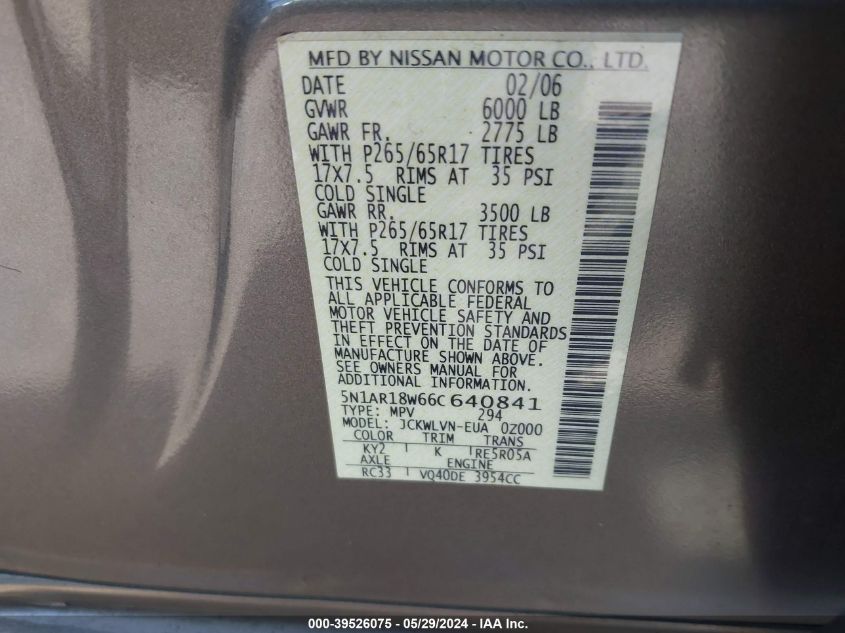 MFD BY NISSAN MOTOR CO., LTD.
DATE 02/06
GVWR 6000 LB
GAWR FR. 2775 LB
WITH P265/65R17 TIRES
17X7.5 RIMS AT 35 PSI
COLD SINGLE
GAWR RR. 3500 LB
WITH P265/65R17 TIRES
17X7.5 RIMS AT 35 PSI
COLD SINGLE
THIS VEHICLE CONFORMS TO
ALL APPLICABLE FEDERAL
MOTOR VEHICLE SAFETY AND
THEFT PREVENTION STANDARDS
IN EFFECT ON THE DATE OF
MANUFACTURE SHOWN ABOVE.
SEE OWNERS MANUAL FOR
ADDITIONAL INFORMATION.
5N1AR18W66C640841
TYPE: MPV 294
MODEL: JCKWLVN-EUA 0Z000
COLOR TRIM TRANS
KY2 K RE5R05A
AXLE ENGINE
RC33 VQ40DE 3954CC
000-39526075 - 05/29/2024 - IAA Inc.